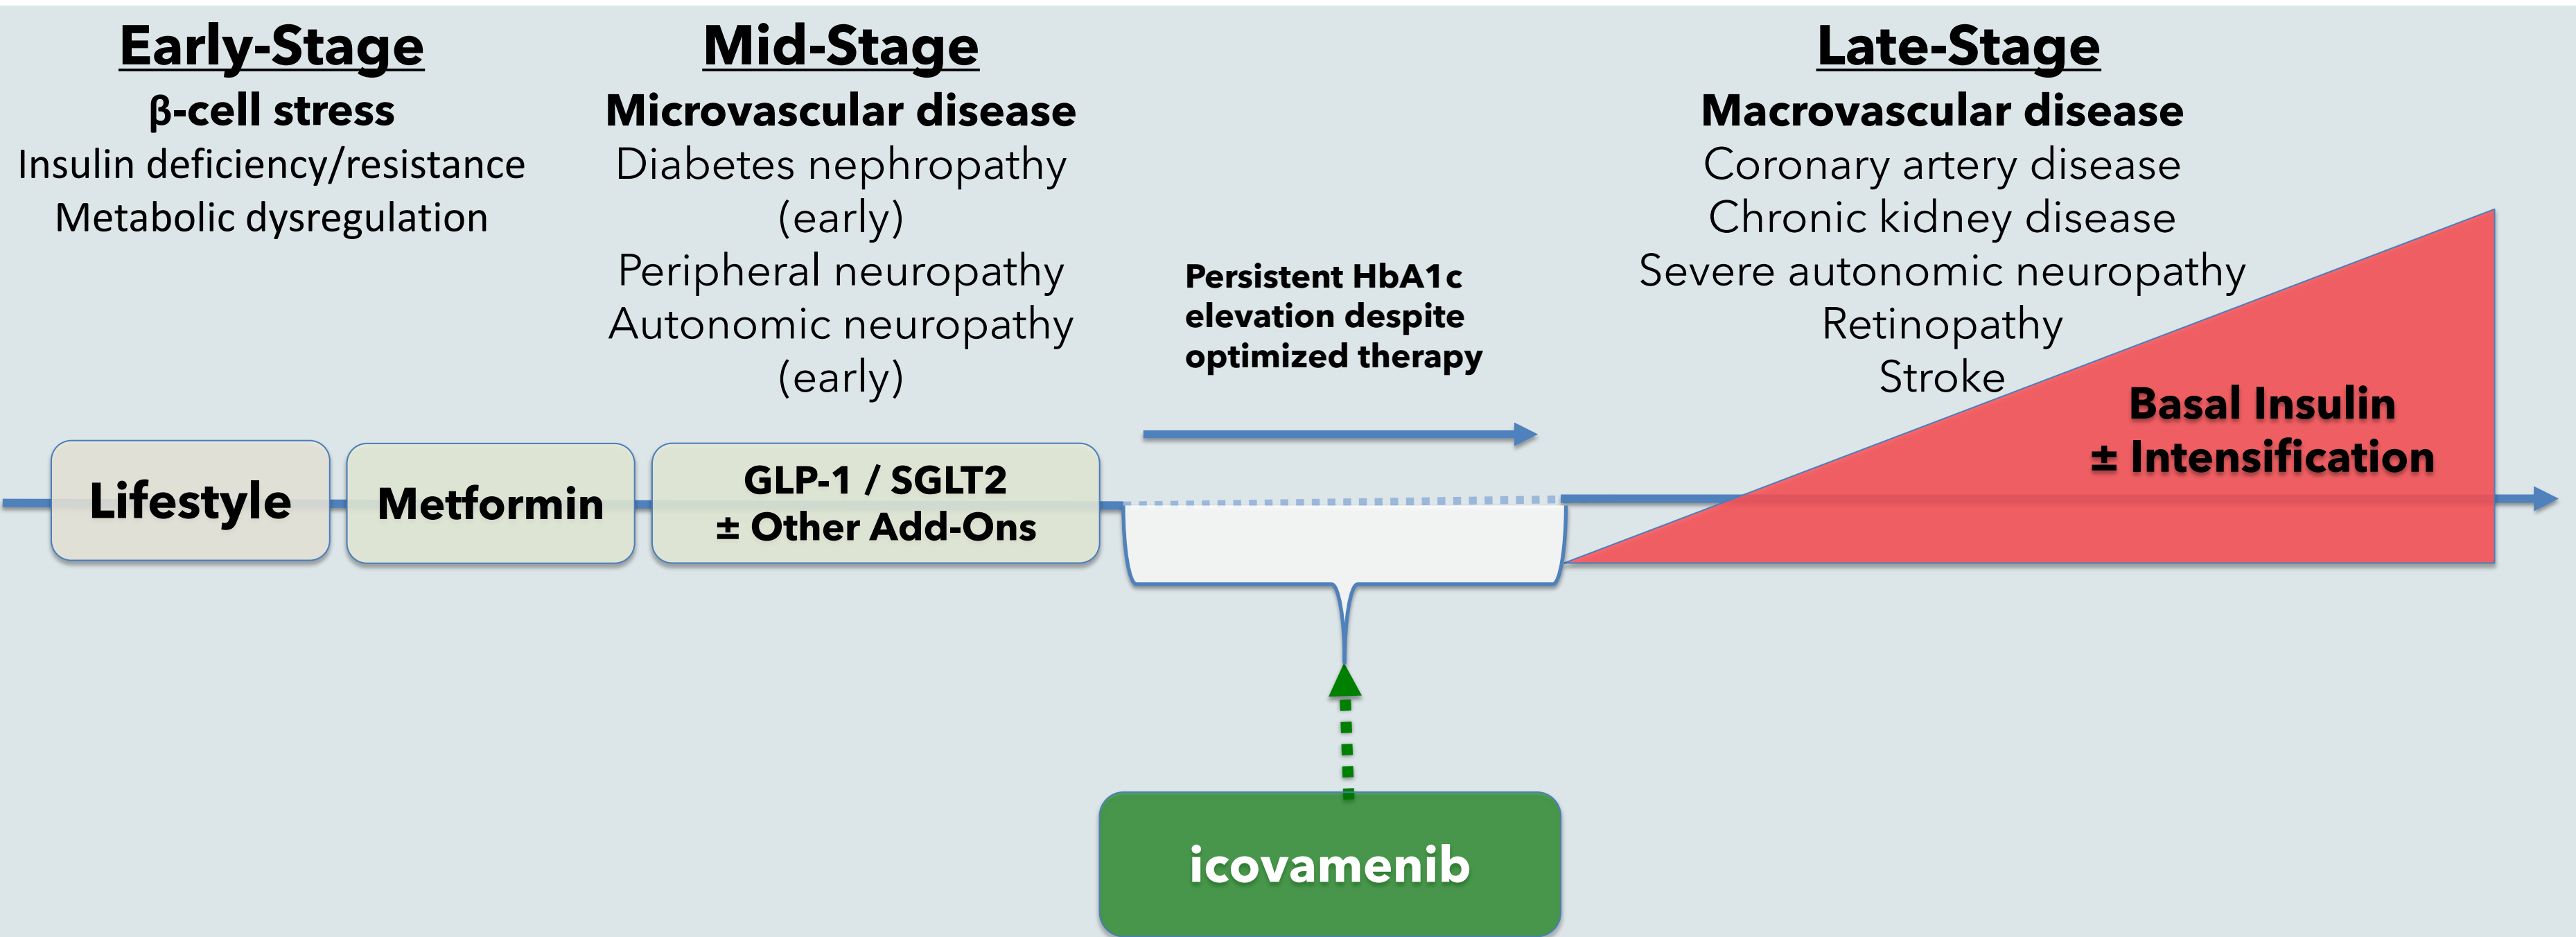 Early-Stage
β-cell stress
Insulin deficiency/resistance
Metabolic dysregulation
Mid-Stage
Microvascular disease
Diabetes nephropathy
(early)
Peripheral neuropathy
Autonomic neuropathy
(early)
Persistent HbA1c
elevation despite
optimized therapy
Late-Stage
Macrovascular disease
Coronary artery disease
Chronic kidney disease
Severe autonomic neuropathy
Retinopathy
Stroke
Lifestyle
Metformin
GLP-1 / SGLT2
± Other Add-Ons
Basal Insulin
± Intensification
icovamenib